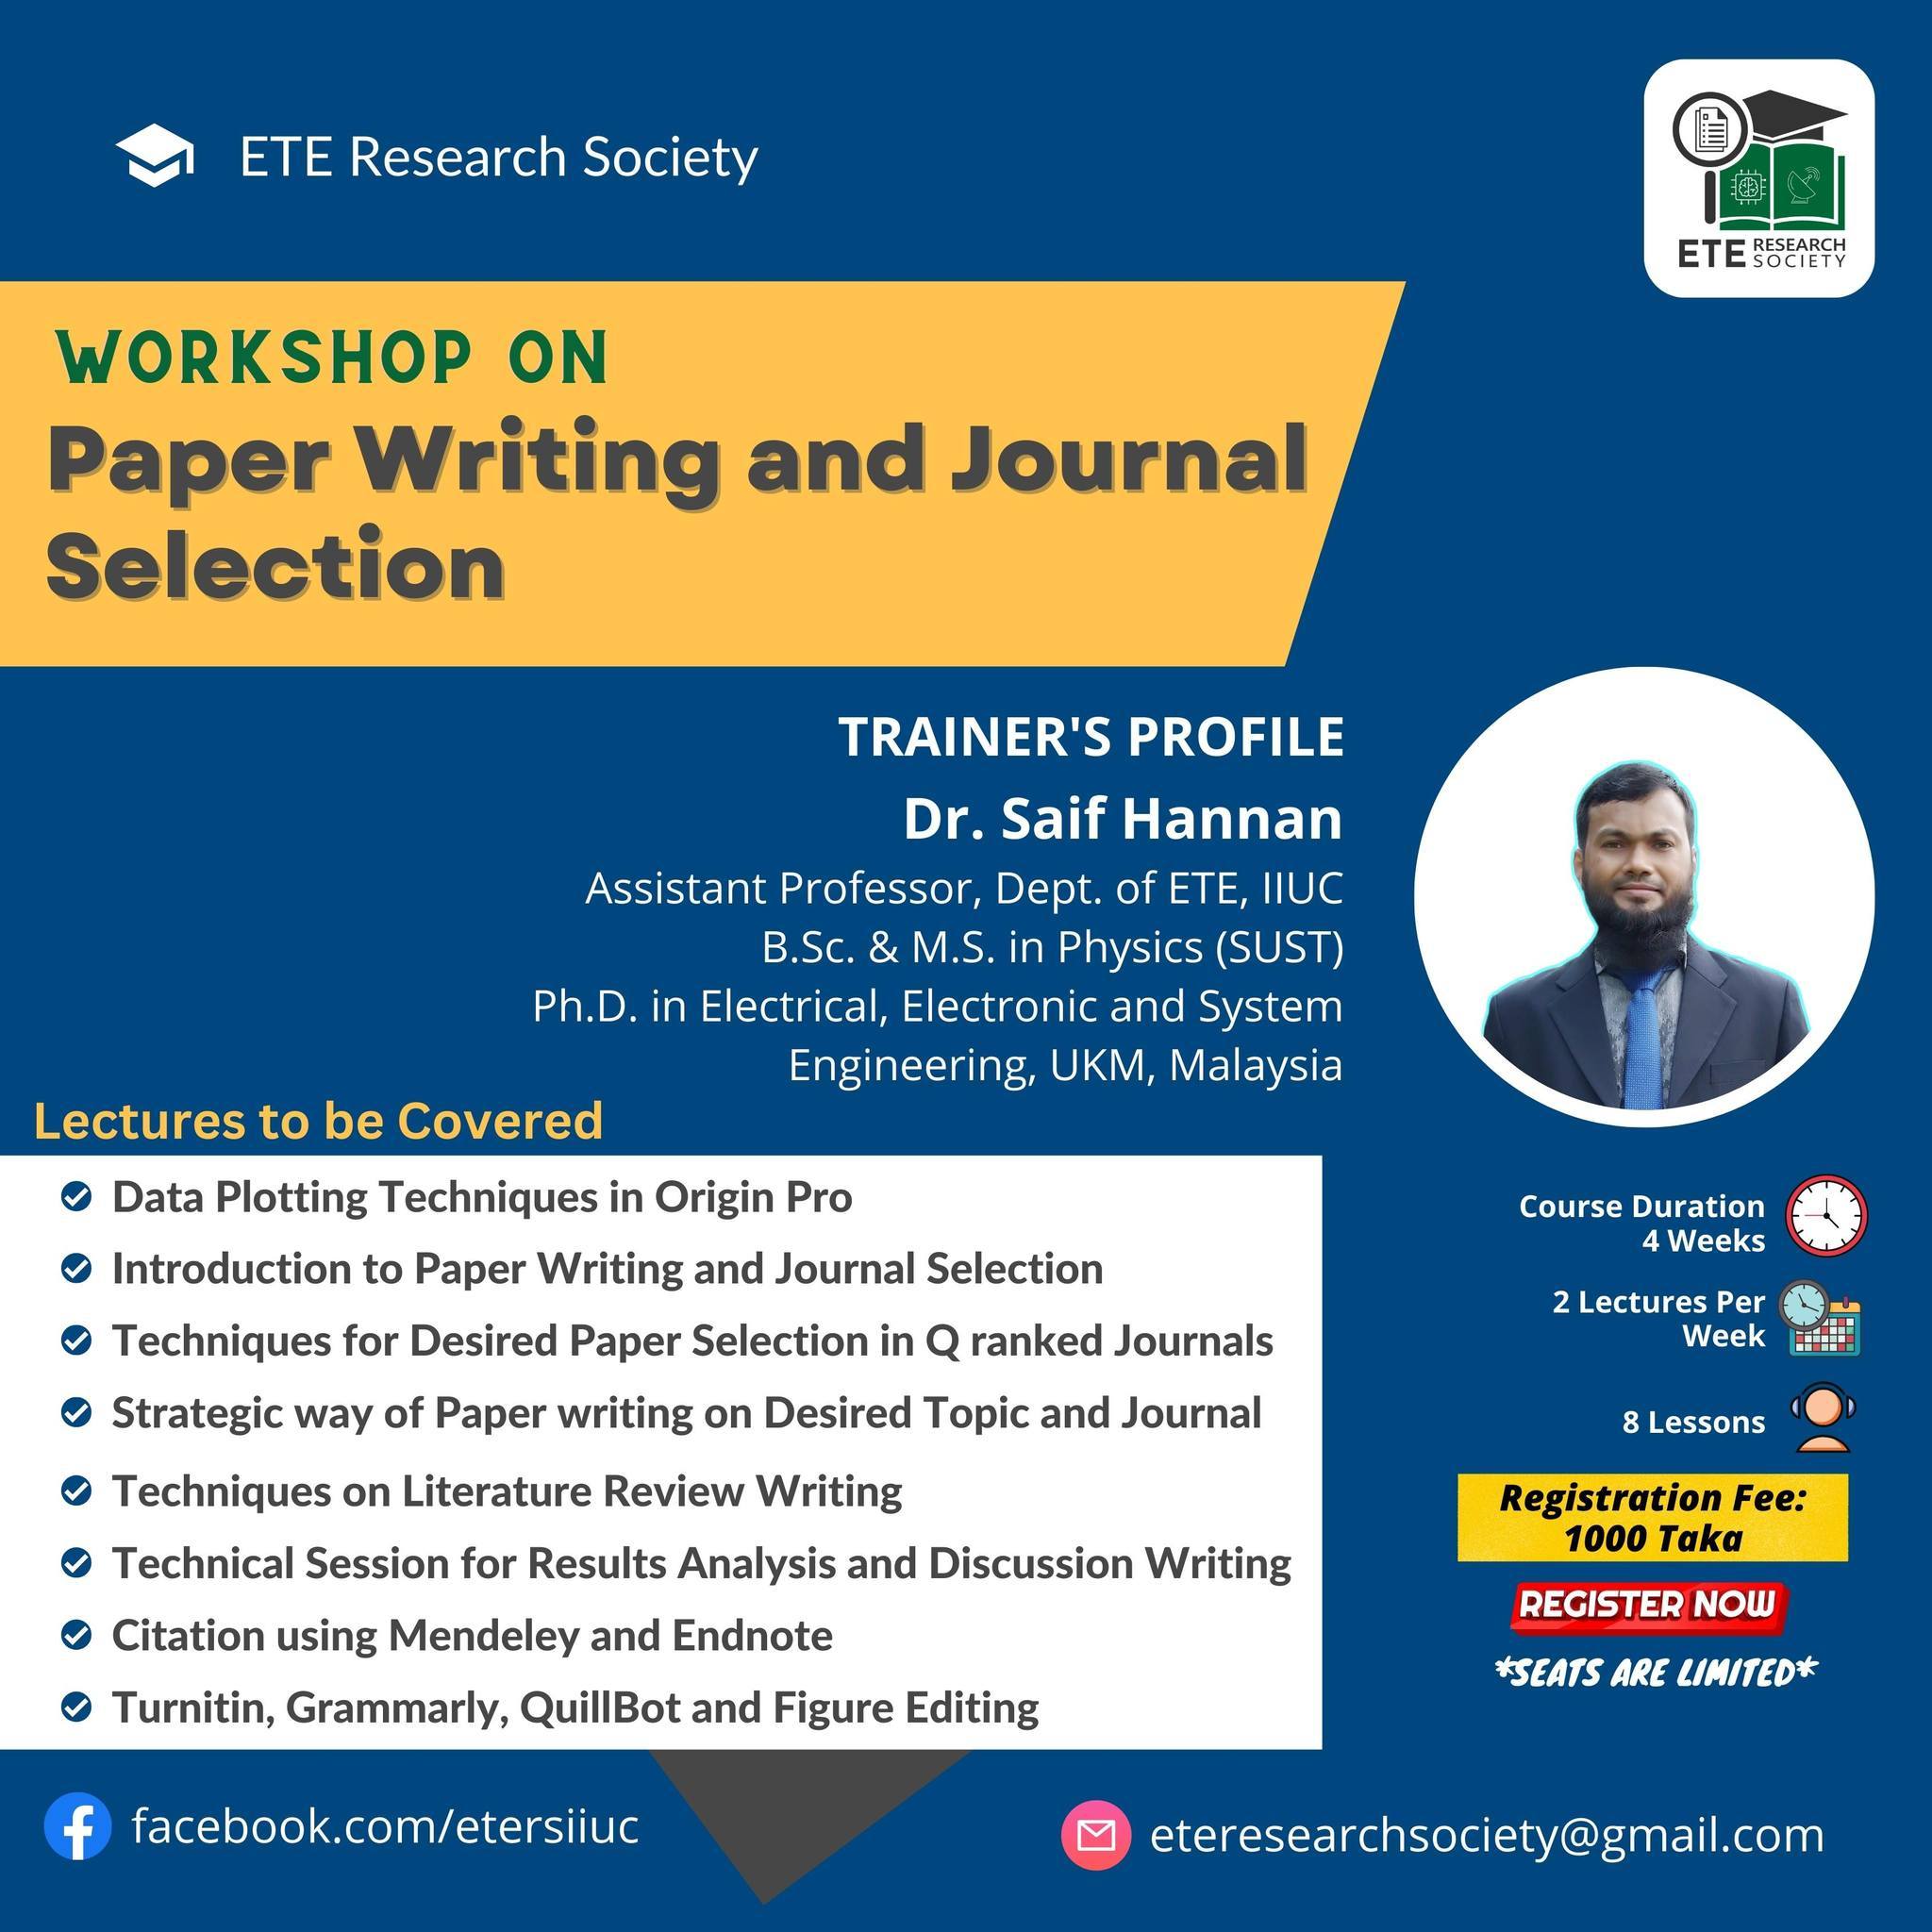 ETE Research Society
ETE RESEARCH
SOCIETY
WORKSHOP ON
Paper Writing and Journal
Selection
TRAINER'S PROFILE
Dr. Saif Hannan
Assistant Professor, Dept. of ETE, IIUC
B.Sc. & M.S. in Physics (SUST)
Ph.D. in Electrical, Electronic and System
Engineering, UKM, Malaysia
Lectures to be Covered
Data Plotting Techniques in Origin Pro
Introduction to Paper Writing and Journal Selection
Techniques for Desired Paper Selection in Q ranked Journals
Strategic way of Paper writing on Desired Topic and Journal
Techniques on Literature Review Writing
Technical Session for Results Analysis and Discussion Writing
Citation using Mendeley and Endnote
Turnitin, Grammarly, QuillBot and Figure Editing
Course Duration
4 Weeks
2 Lectures Per
Week
8 Lessons
Registration Fee:
1000 Taka
REGISTER NOW
*SEATS ARE LIMITED*
facebook.com/etersiiuc
eteresearchsociety@gmail.com